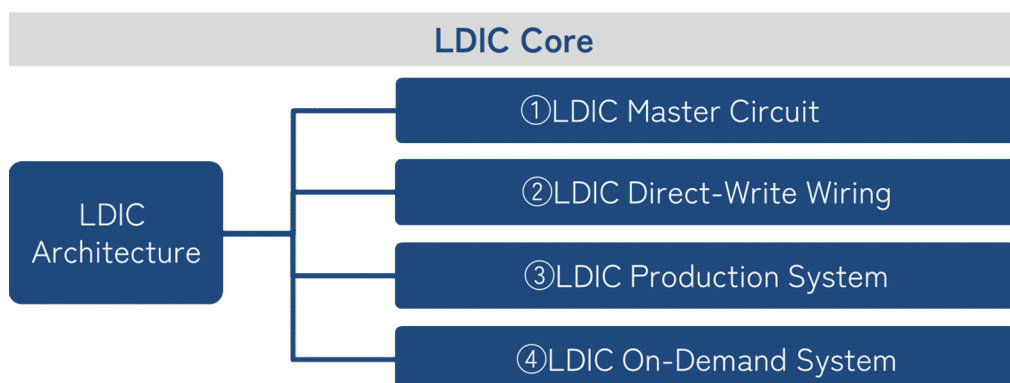 LDIC Core
①LDIC Master Circuit
②LDIC Direct-Write Wiring
LDIC
Architecture
③LDIC Production System
④LDIC On-Demand System